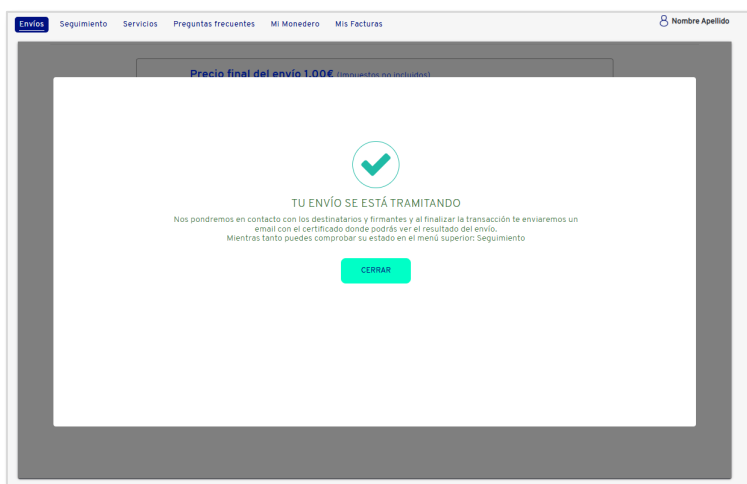 Envíos Seguimiento Servicios Preguntas frecuentes Mi Monedero Mis Facturas Nombre Apellido
Precio final del envío 1.00€ (Impuestos no incluidos)
TU ENVÍO SE ESTÁ TRAMITANDO
Nos pondremos en contacto con los destinatarios y firmantes y al finalizar la transacción te enviaremos un
email con el certificado donde podrás ver el resultado del envío.
Mientras tanto puedes comprobar su estado en el menú superior: Seguimiento
CERRAR